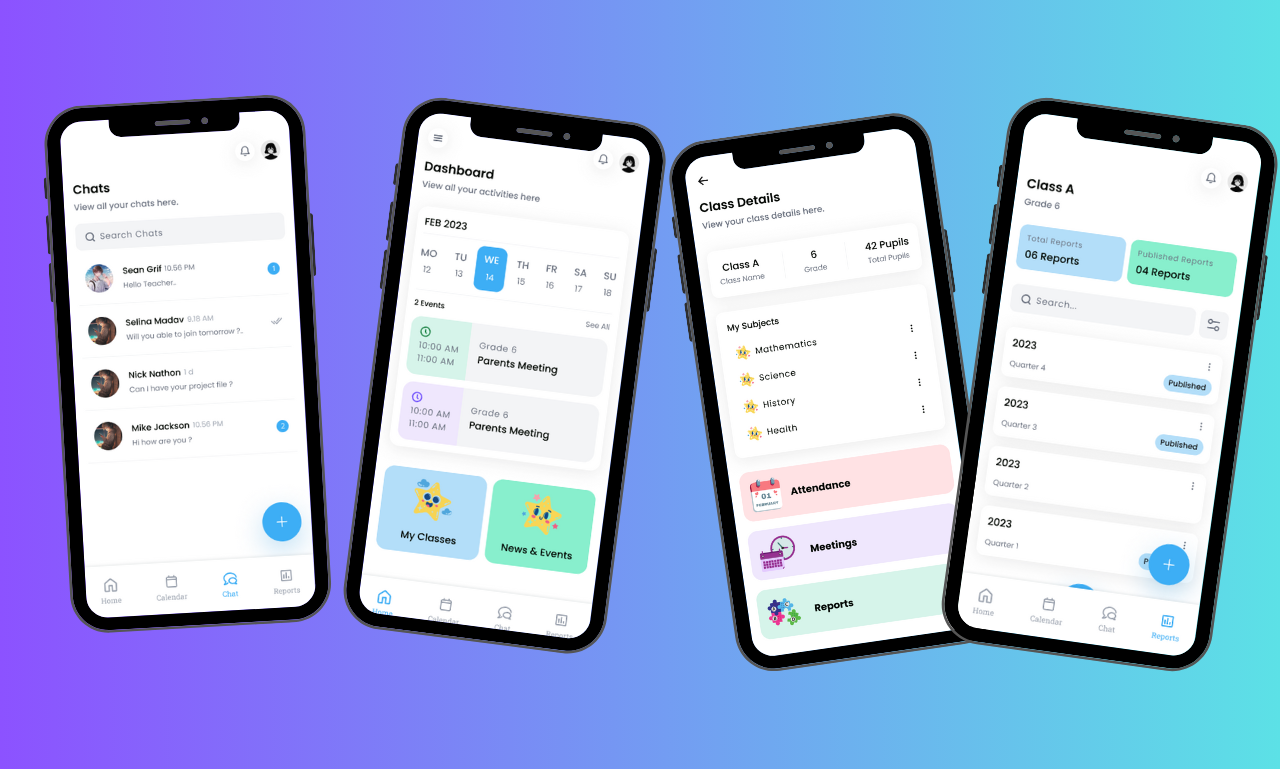 Chats
View all your chats here.
Search Chats
Sean Grif 10.56 PM
Hello Teacher..
1
Selina Madav 9.16 AM
Will you able to join tomorrow ?..
Nick Nathon 1 d
Can i have your project file ?
Mike Jackson 10.56 PM
Hi how are you ?
2
Home
Calendar
Chat
Reports
Dashboard
View all your activities here
FEB 2023
MO TU WE TH FR SA SU
12 13 14 15 16 17 18
2 Events
See All
10:00 AM
11:00 AM
Grade 6
Parents Meeting
10:00 AM
11:00 AM
Grade 6
Parents Meeting
My Classes
News & Events
Home
Calendar
Chat
Reports
Class Details
View your class details here.
Class A
Class Name
6
Grade
42 Pupils
Total Pupils
My Subjects
Mathematics
Science
History
Health
01
FEBRUARY
Attendance
Meetings
Reports
Class A
Grade 6
Total Reports
06 Reports
Published Reports
04 Reports
Search...
2023
Quarter 4
Published
2023
Quarter 3
Published
2023
Quarter 2
2023
Quarter 1
Home
Calendar
Chat
Reports